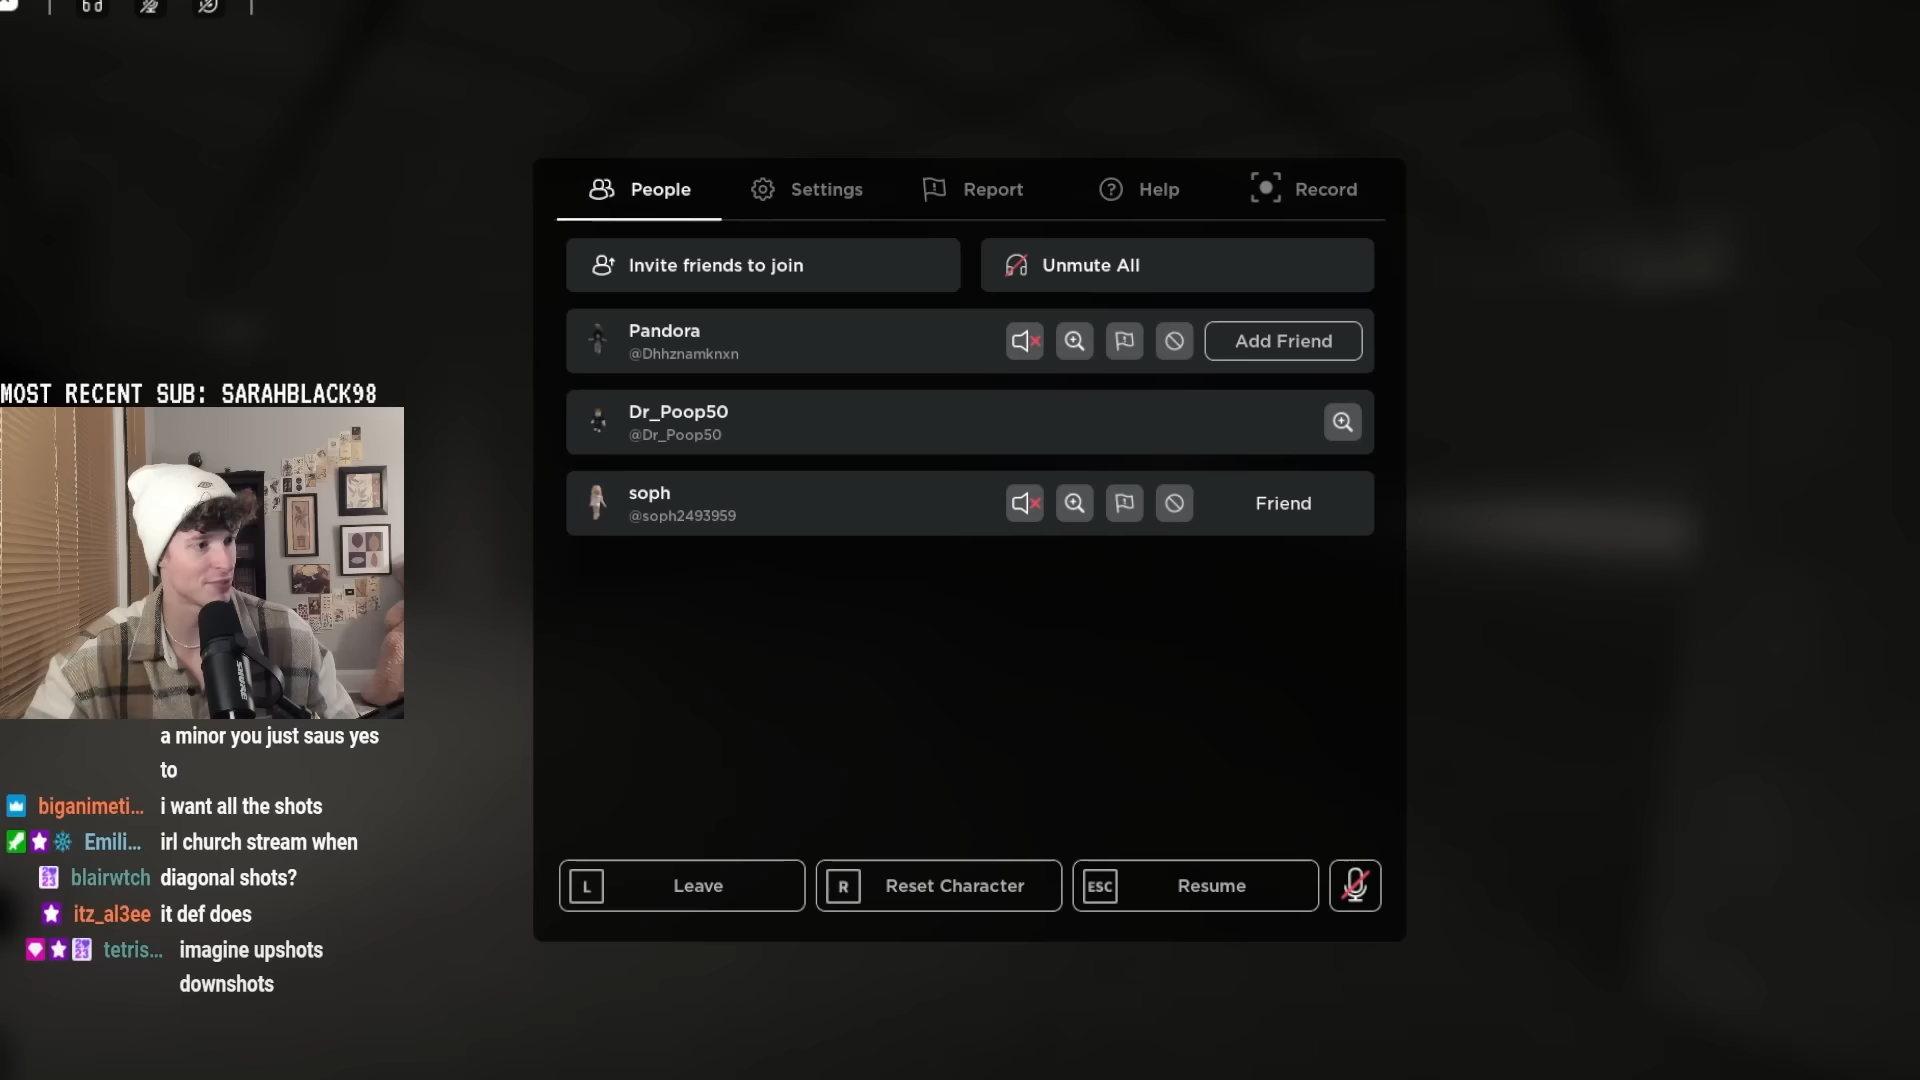 People Settings Report Help Record
Invite friends to join Unmute All
Pandora
@Dhhznamknxn
Add Friend
Dr_Poop50
@Dr_Poop50
soph
@soph2493959
Friend
L Leave R Reset Character ESC Resume
MOST RECENT SUB: SARAHBLACK98
SHURE
a minor you just saus yes
to
biganimeti... i want all the shots
Emili... irl church stream when
blairwtch diagonal shots?
itz_al3ee it def does
tetris... imagine upshots
downshots